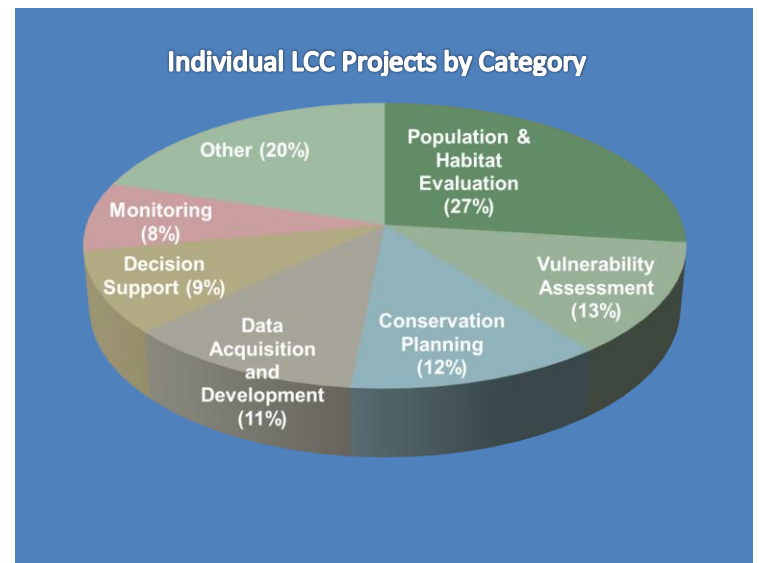 Individual LCC Projects by Category
Population &
Habitat
Evaluation
(27%)
Vulnerability
Assessment
(13%)
Conservation
Planning
(12%)
Data
Acquisition
and
Development
(11%)
Decision
Support (9%)
Monitoring
(8%)
Other (20%)